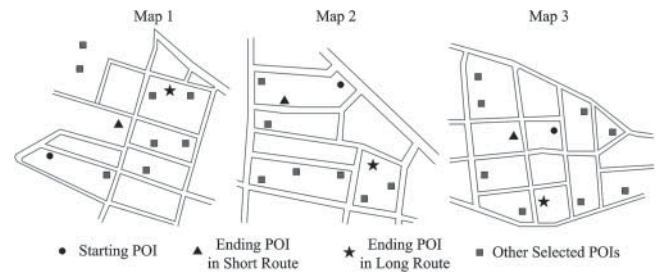 Map 1
Map 2
Map 3
Starting POI
Ending POI
in Short Route
Ending POI
in Long Route
Other Selected POIs